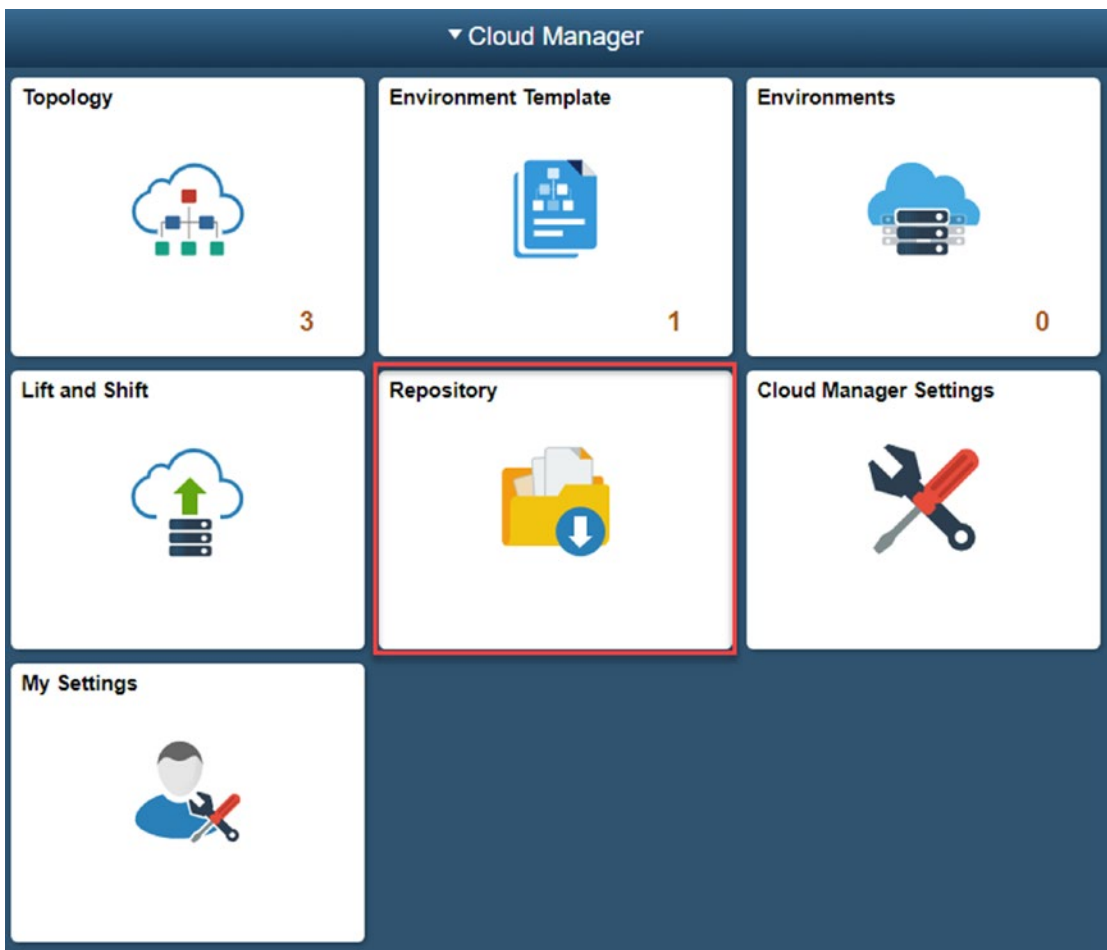 Cloud Manager
Topology
3
Environment Template
1
Environments
0
Lift and Shift
Repository
Cloud Manager Settings
My Settings